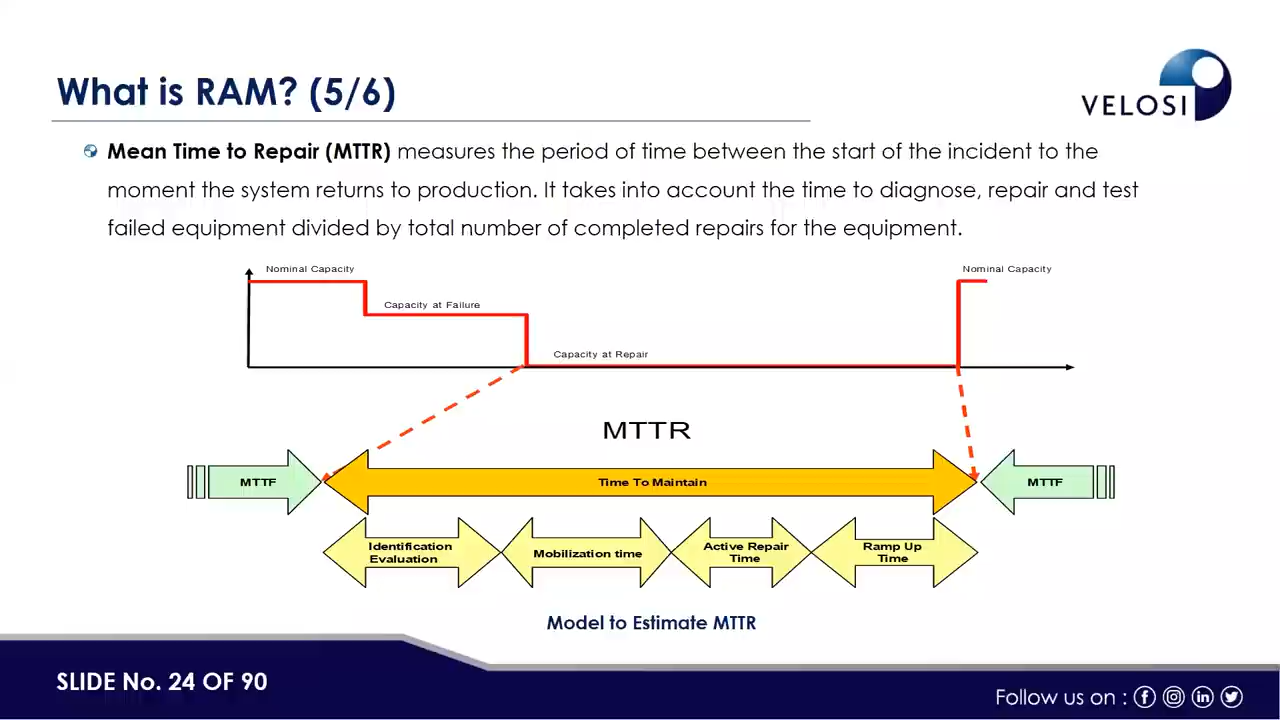 What is RAM? (5/6)
VELOSI
Mean Time to Repair (MTTR) measures the period of time between the start of the incident to the
moment the system returns to production. It takes into account the time to diagnose, repair and test
failed equipment divided by total number of completed repairs for the equipment.
Nominal Capacity
Nominal Capacity
Capacity at Failure
Capacity at Repair
MTTR
MTTF
Time To Maintain
MTTF
Identification
Evaluation
Mobilization time
Active Repair
Time
Ramp Up
Time
Model to Estimate MTTR
SLIDE No. 24 OF 90
Follow us on :